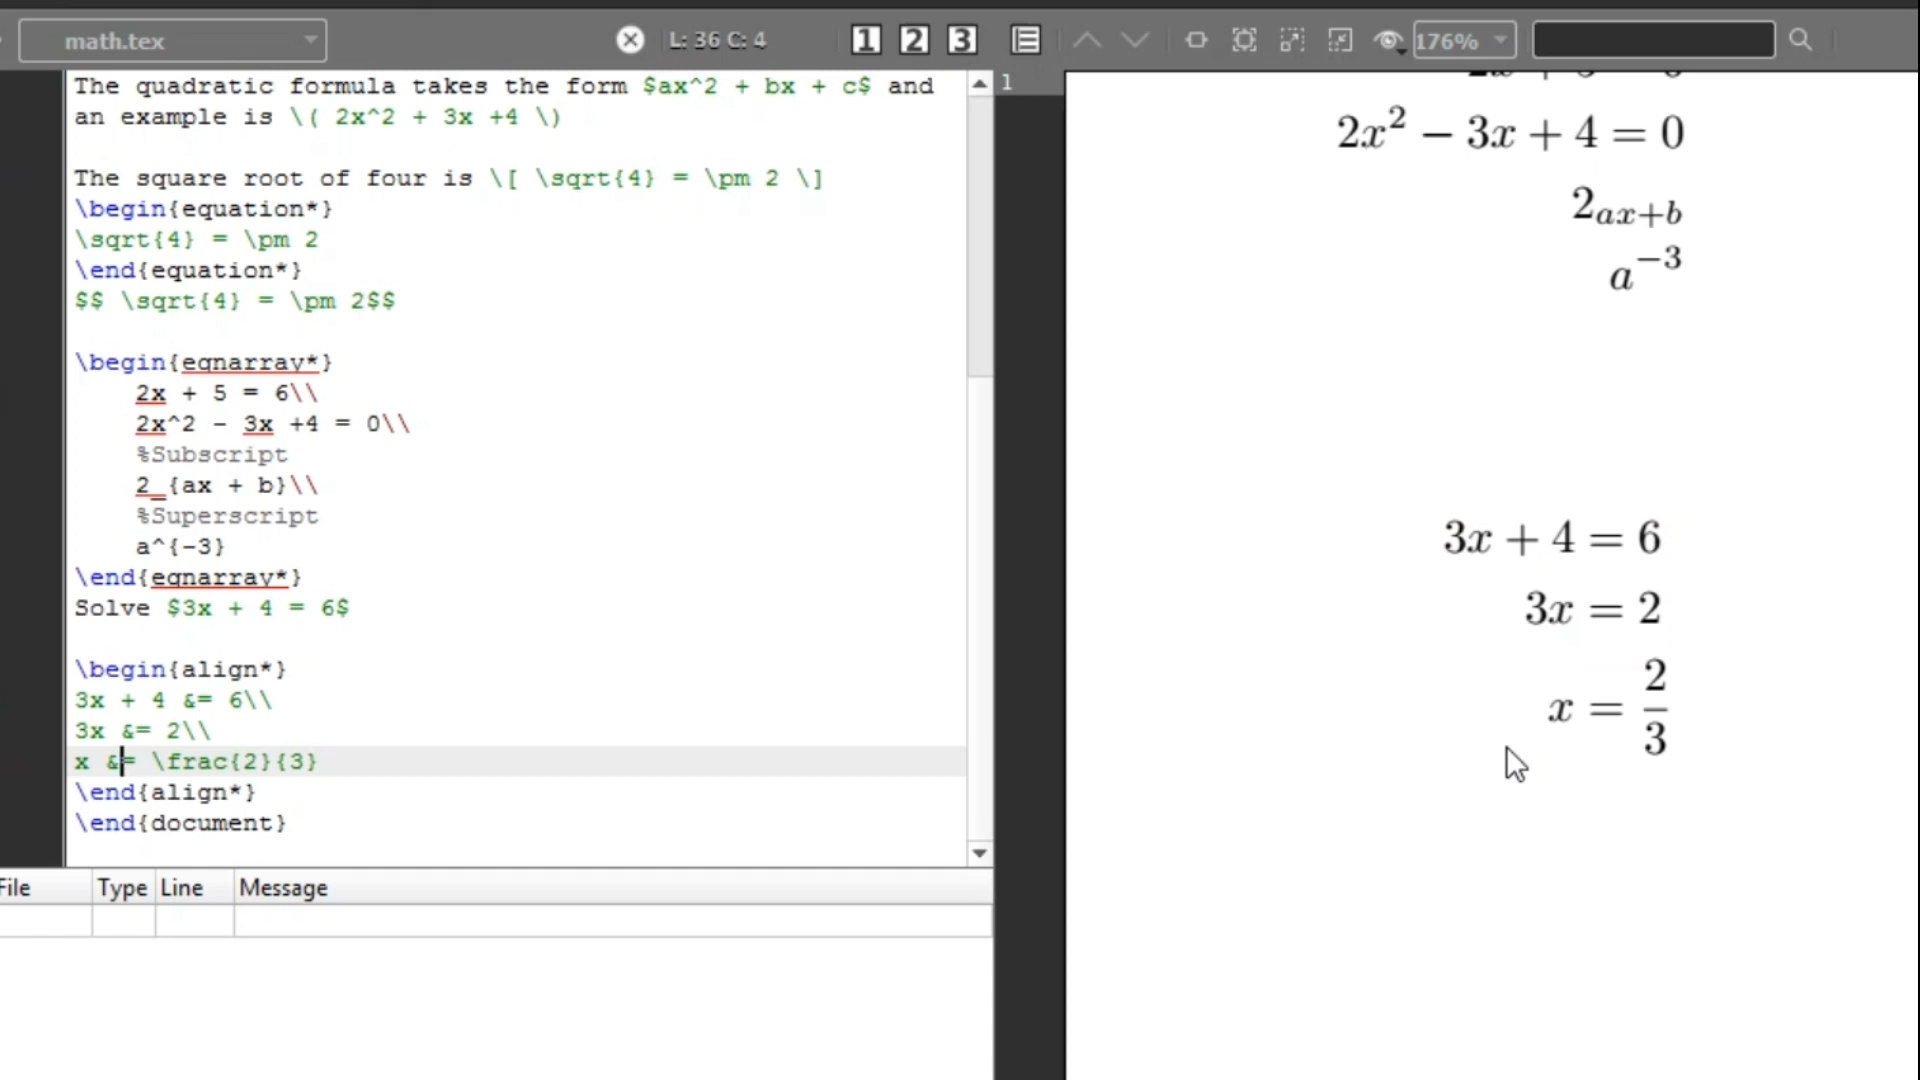 math.tex
L: 36 C: 4
1 2 3
176%
The quadratic formula takes the form $ax^2 + bx + c$ and
an example is \( 2x^2 + 3x +4 \)
The square root of four is \[ \sqrt{4} = \pm 2 \]
\begin{equation*}
\sqrt{4} = \pm 2
\end{equation*}
$$ \sqrt{4} = \pm 2$$
\begin{eqnarray*}
2x + 5 = 6\\
2x^2 - 3x +4 = 0\\
%Subscript
2_{ax + b}\\
%Superscript
a^{-3}
\end{eqnarray*}
Solve $3x + 4 = 6$
\begin{align*}
3x + 4 &= 6\\
3x &= 2\\
x &= \frac{2}{3}
\end{align*}
\end{document}
File Type Line Message
1
2x² − 3x + 4 = 0
2ax+b
a⁻³
3x + 4 = 6
3x = 2
x = 2/3